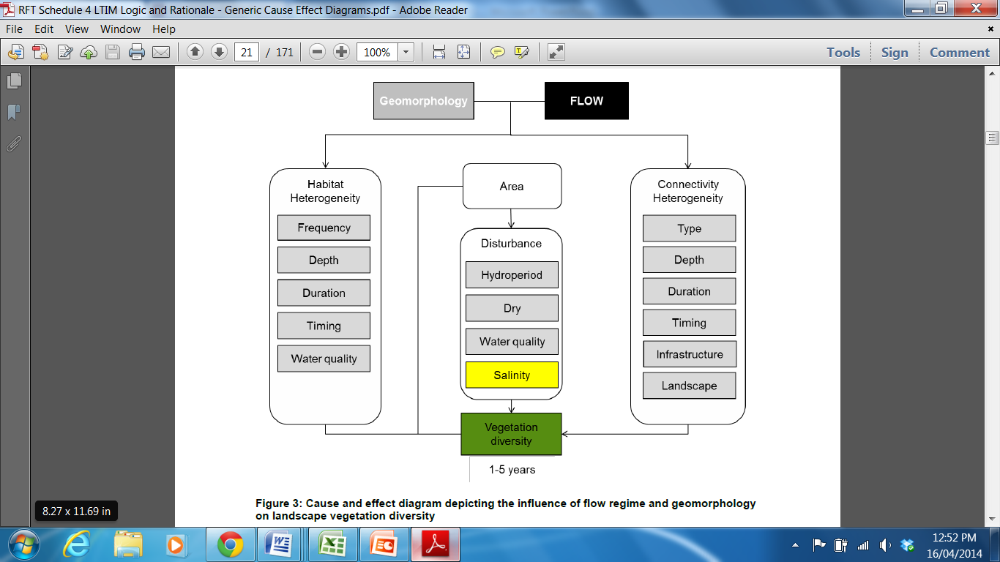 RFT Schedule 4 LTIM Logic and Rationale - Generic Cause Effect Diagrams.pdf - Adobe Reader
File Edit View Window Help
21 / 171 100% Tools Sign Comment
Geomorphology
FLOW
Habitat
Heterogeneity
Frequency
Depth
Duration
Timing
Water quality
Area
Disturbance
Hydroperiod
Dry
Water quality
Salinity
Connectivity
Heterogeneity
Type
Depth
Duration
Timing
Infrastructure
Landscape
Vegetation
diversity
1-5 years
Figure 3: Cause and effect diagram depicting the influence of flow regime and geomorphology
on landscape vegetation diversity
8.27 x 11.69 in
12:52 PM
16/04/2014